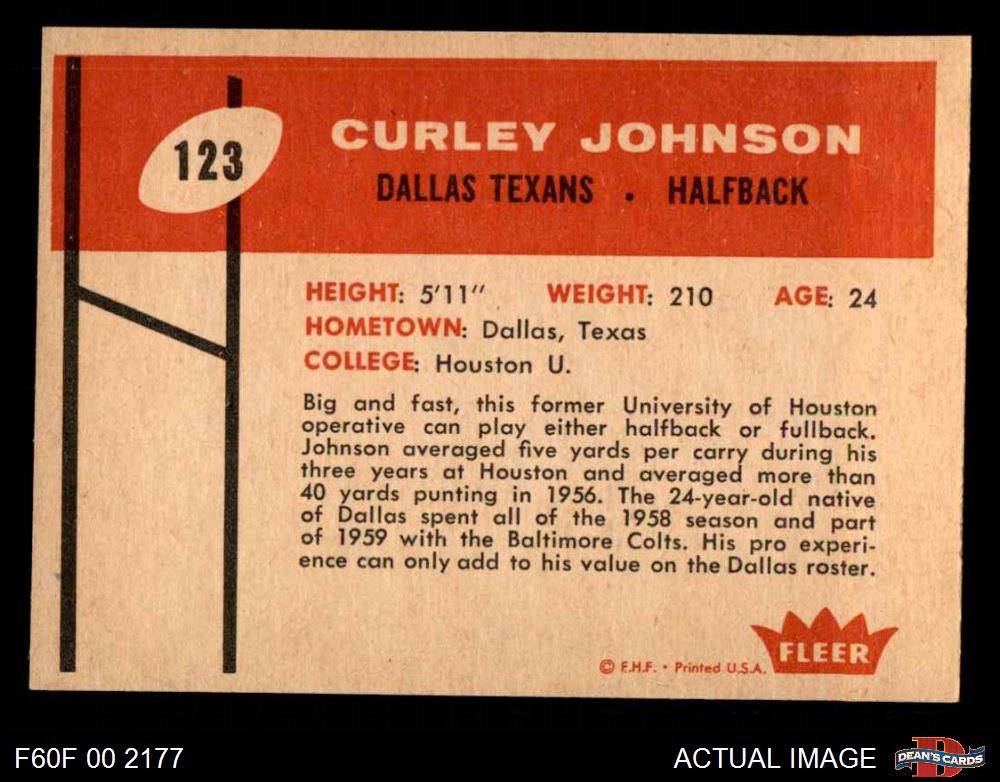 123
CURLEY JOHNSON
DALLAS TEXANS • HALFBACK
HEIGHT: 5'11" WEIGHT: 210 AGE: 24
HOMETOWN: Dallas, Texas
COLLEGE: Houston U.
Big and fast, this former University of Houston
operative can play either halfback or fullback.
Johnson averaged five yards per carry during his
three years at Houston and averaged more than
40 yards punting in 1956. The 24-year-old native
of Dallas spent all of the 1958 season and part
of 1959 with the Baltimore Colts. His pro experi-
ence can only add to his value on the Dallas roster.
FLEER
© F.H.F. • Printed U.S.A.
F60F 00 2177
ACTUAL IMAGE
D
DEAN'S CARDS